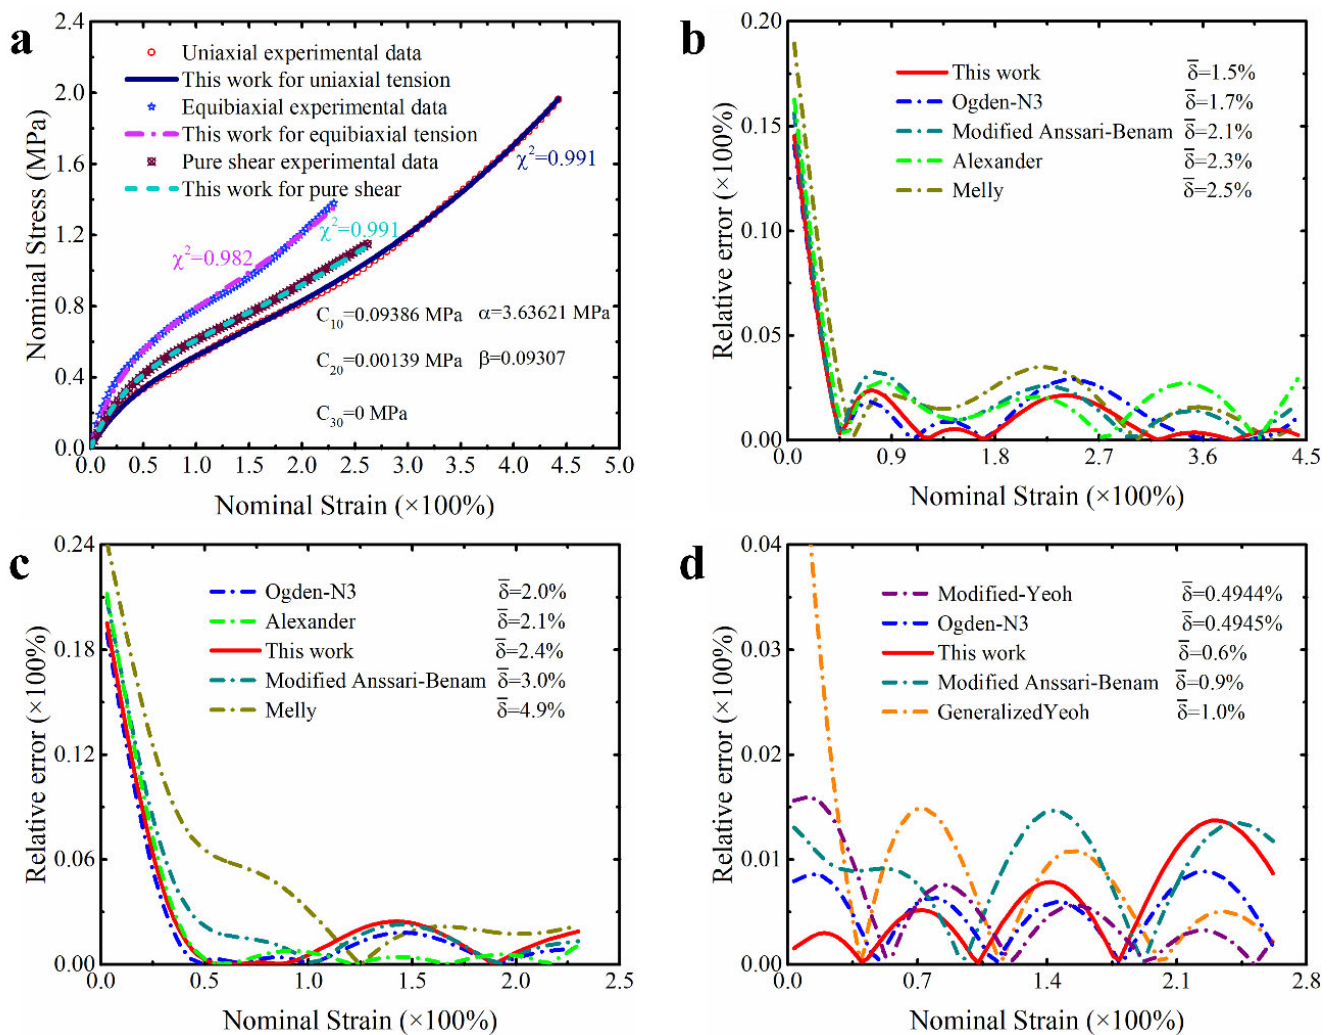 a
Nominal Stress (MPa)
2.4
2.0
1.6
1.2
0.8
0.4
0.0
Uniaxial experimental data
This work for uniaxial tension
Equibiaxial experimental data
This work for equibiaxial tension
Pure shear experimental data
This work for pure shear
χ²=0.991
χ²=0.991
χ²=0.982
C₁₀=0.09386 MPa α=3.63621 MPa
C₂₀=0.00139 MPa β=0.09307
C₃₀=0 MPa
0.0 0.5 1.0 1.5 2.0 2.5 3.0 3.5 4.0 4.5 5.0
Nominal Strain (×100%)
b
Relative error (×100%)
0.20
0.15
0.10
0.05
0.00
This work δ̄=1.5%
Ogden-N3 δ̄=1.7%
Modified Anssari-Benam δ̄=2.1%
Alexander δ̄=2.3%
Melly δ̄=2.5%
0.0 0.9 1.8 2.7 3.6 4.5
Nominal Strain (×100%)
c
Relative error (×100%)
0.24
0.18
0.12
0.06
0.00
Ogden-N3 δ̄=2.0%
Alexander δ̄=2.1%
This work δ̄=2.4%
Modified Anssari-Benam δ̄=3.0%
Melly δ̄=4.9%
0.0 0.5 1.0 1.5 2.0 2.5
Nominal Strain (×100%)
d
Relative error (×100%)
0.04
0.03
0.02
0.01
0.00
Modified-Yeoh δ̄=0.4944%
Ogden-N3 δ̄=0.4945%
This work δ̄=0.6%
Modified Anssari-Benam δ̄=0.9%
GeneralizedYeoh δ̄=1.0%
0.0 0.7 1.4 2.1 2.8
Nominal Strain (×100%)